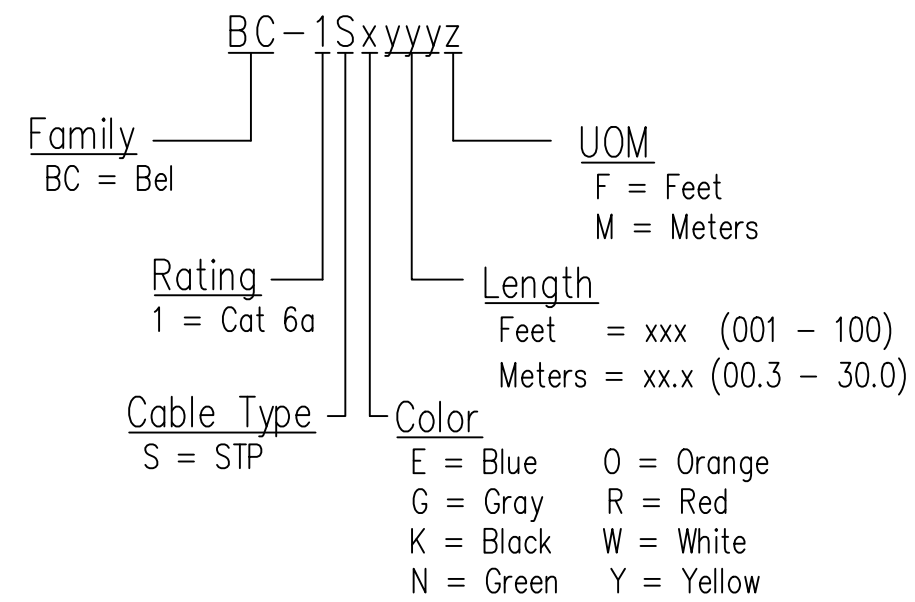 BC-1Sxyyyz
Family
BC = Bel
UOM
F = Feet
M = Meters
Rating
1 = Cat 6a
Length
Feet = xxx (001 - 100)
Meters = xx.x (00.3 - 30.0)
Cable Type
S = STP
Color
E = Blue O = Orange
G = Gray R = Red
K = Black W = White
N = Green Y = Yellow